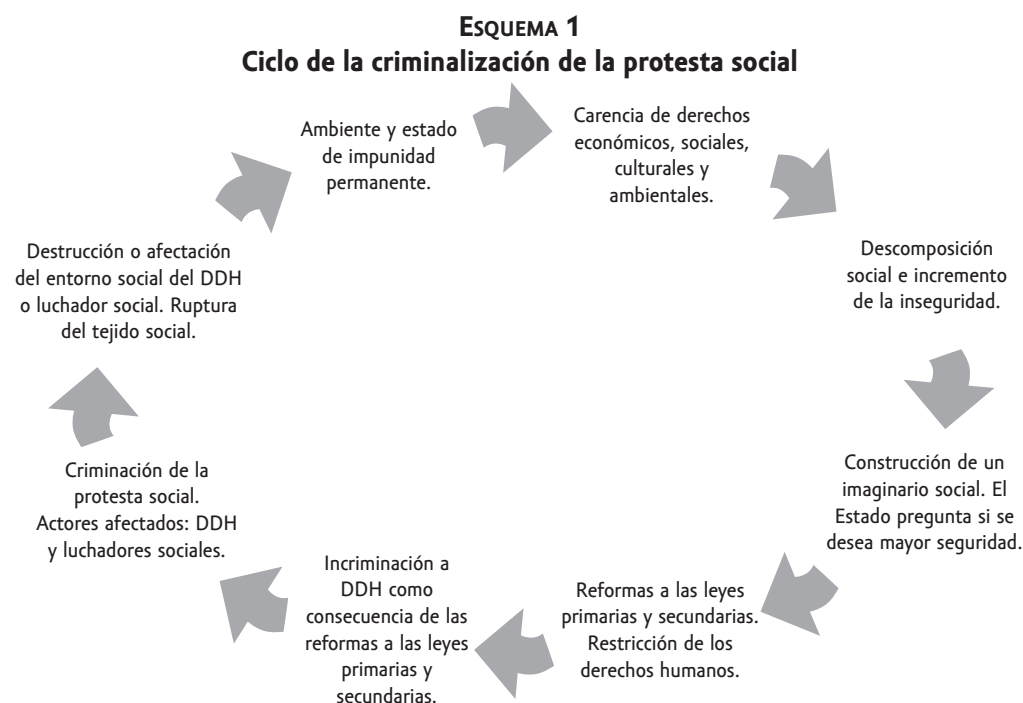 ESQUEMA 1
Ciclo de la criminalización de la protesta social
Ambiente y estado
de impunidad
permanente.
Carencia de derechos
económicos, sociales,
culturales y
ambientales.
Descomposición
social e incremento
de la inseguridad.
Construcción de un
imaginario social. El
Estado pregunta si se
desea mayor seguridad.
Reformas a las leyes
primarias y secundarias.
Restricción de los
derechos humanos.
Incriminación a
DDH como
consecuencia de las
reformas a las leyes
primarias y
secundarias.
Criminación de la
protesta social.
Actores afectados: DDH
y luchadores sociales.
Destrucción o afectación
del entorno social del DDH
o luchador social. Ruptura
del tejido social.